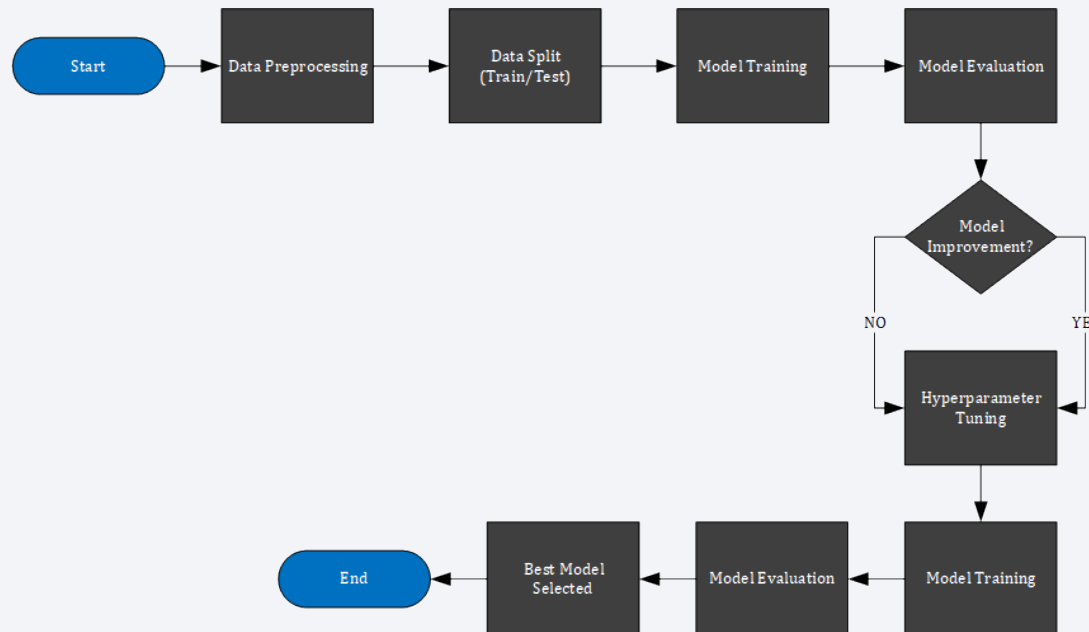 Start
Data Preprocessing
Data Split
(Train/Test)
Model Training
Model Evaluation
Model
Improvement?
NO
YE
Hyperparameter
Tuning
End
Best Model
Selected
Model Evaluation
Model Training